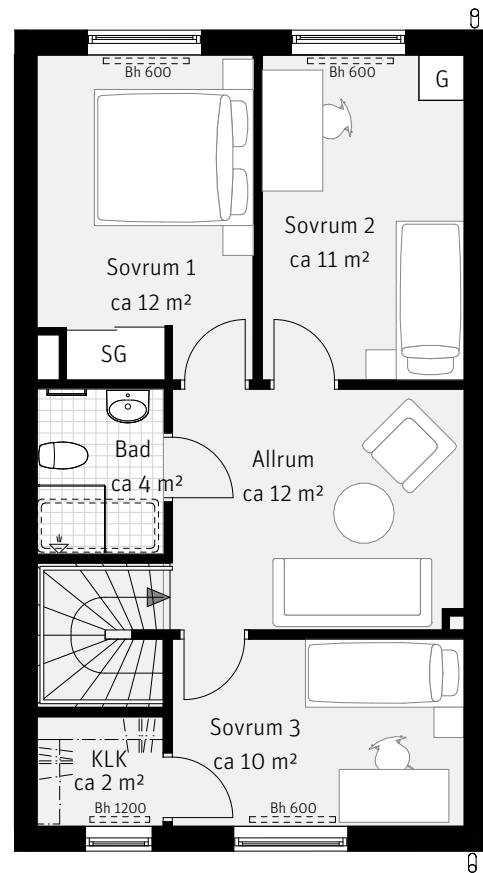 Bh 600
Bh 600
G
Sovrum 2
ca 11 m²
Sovrum 1
ca 12 m²
SG
Bad
ca 4 m²
Allrum
ca 12 m²
Sovrum 3
ca 10 m²
KLK
ca 2 m²
Bh 1200
Bh 600